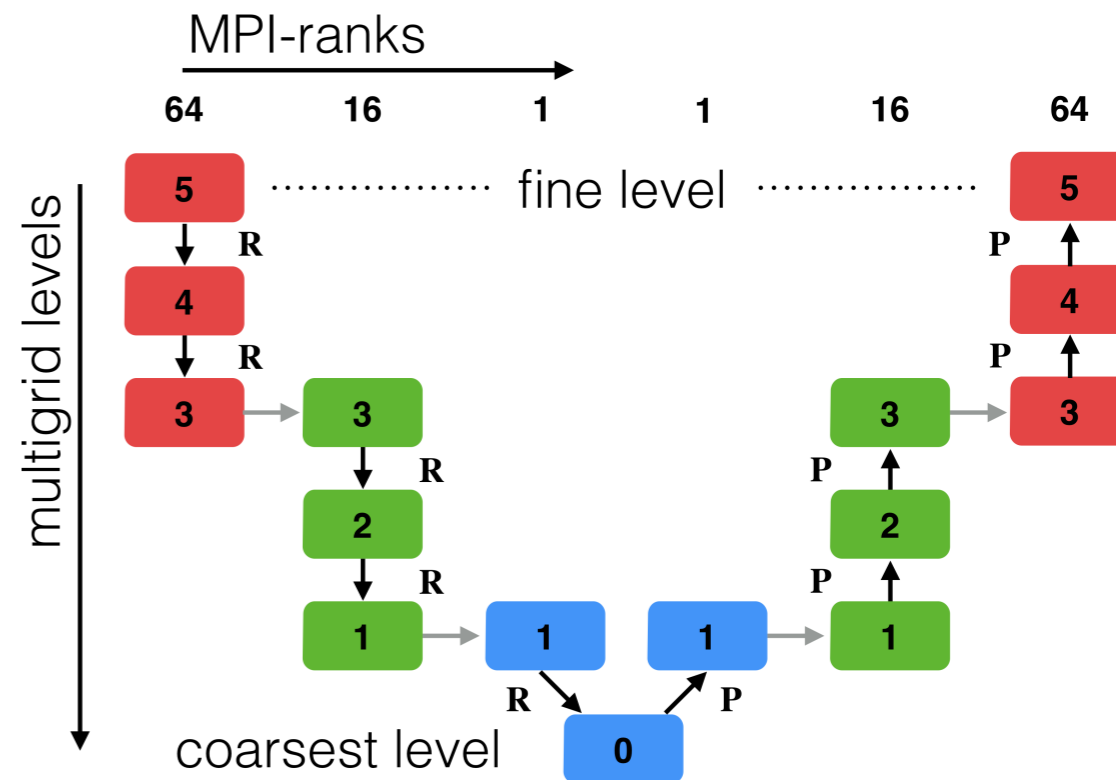 MPI-ranks
64 16 1 1 16 64
5 fine level 5
R P
4 4
R P
3 3 3 3
R P
2 2
R P
1 1 1 1
R P
coarsest level 0
multigrid levels